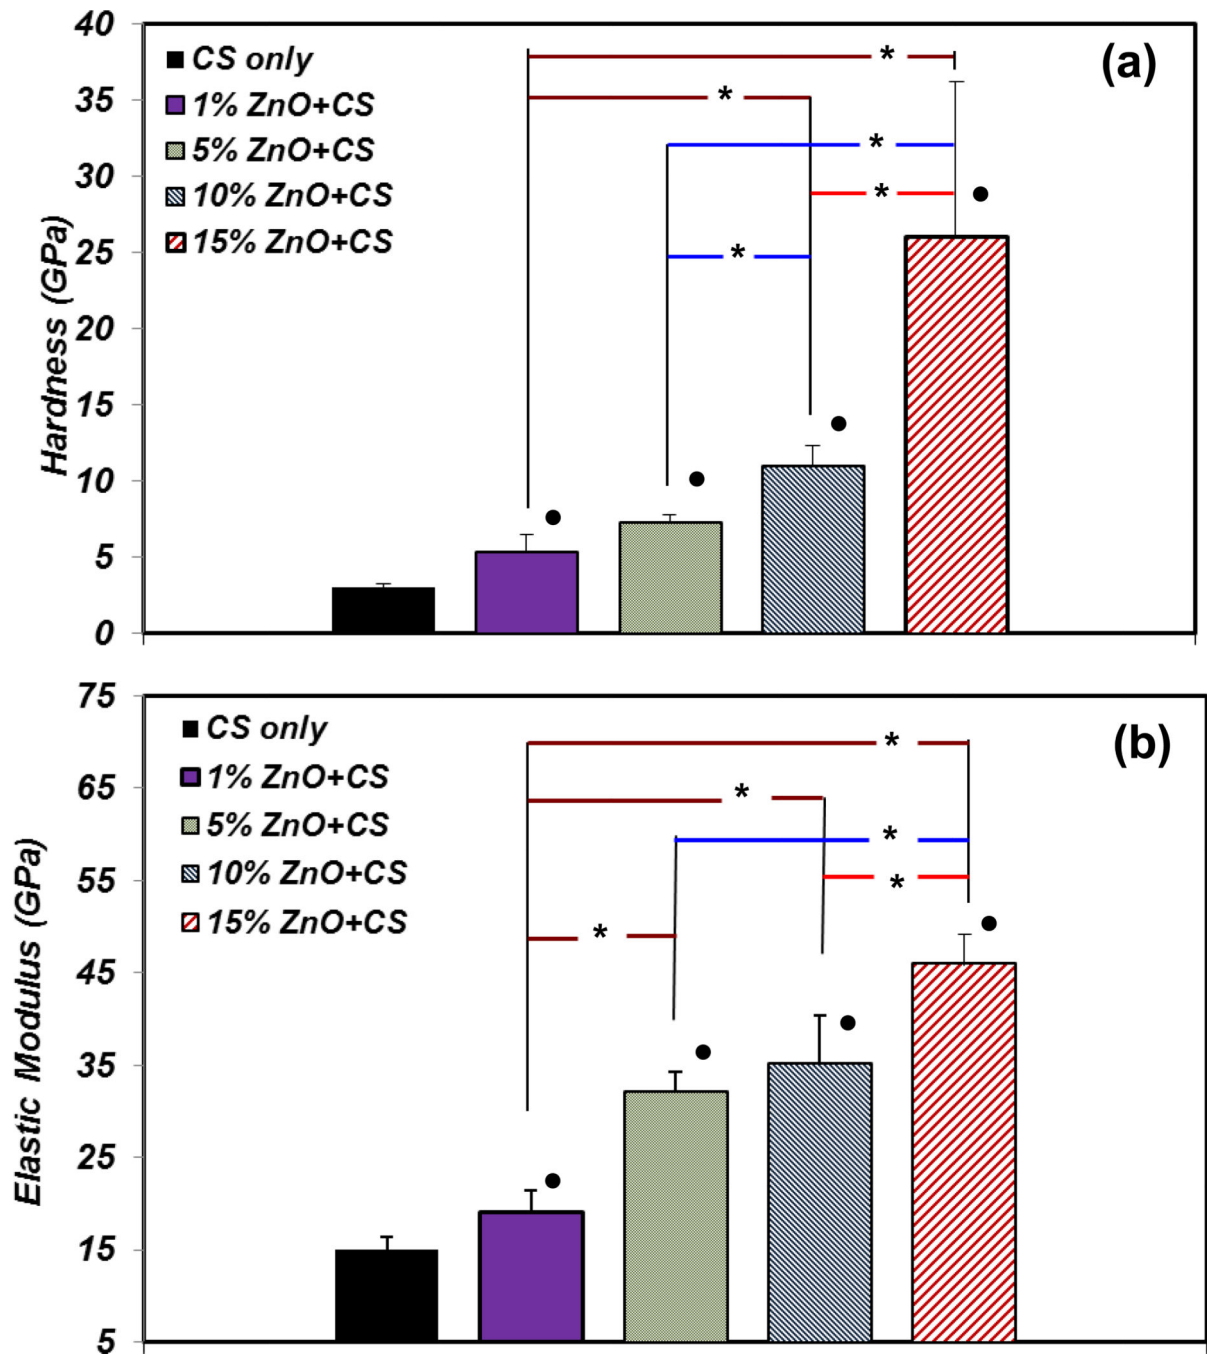 (a)
CS only
1% ZnO+CS
5% ZnO+CS
10% ZnO+CS
15% ZnO+CS
Hardness (GPa)
40
35
30
25
20
15
10
5
0
*
*
*
*
*
(b)
CS only
1% ZnO+CS
5% ZnO+CS
10% ZnO+CS
15% ZnO+CS
Elastic Modulus (GPa)
75
65
55
45
35
25
15
5
*
*
*
*
*